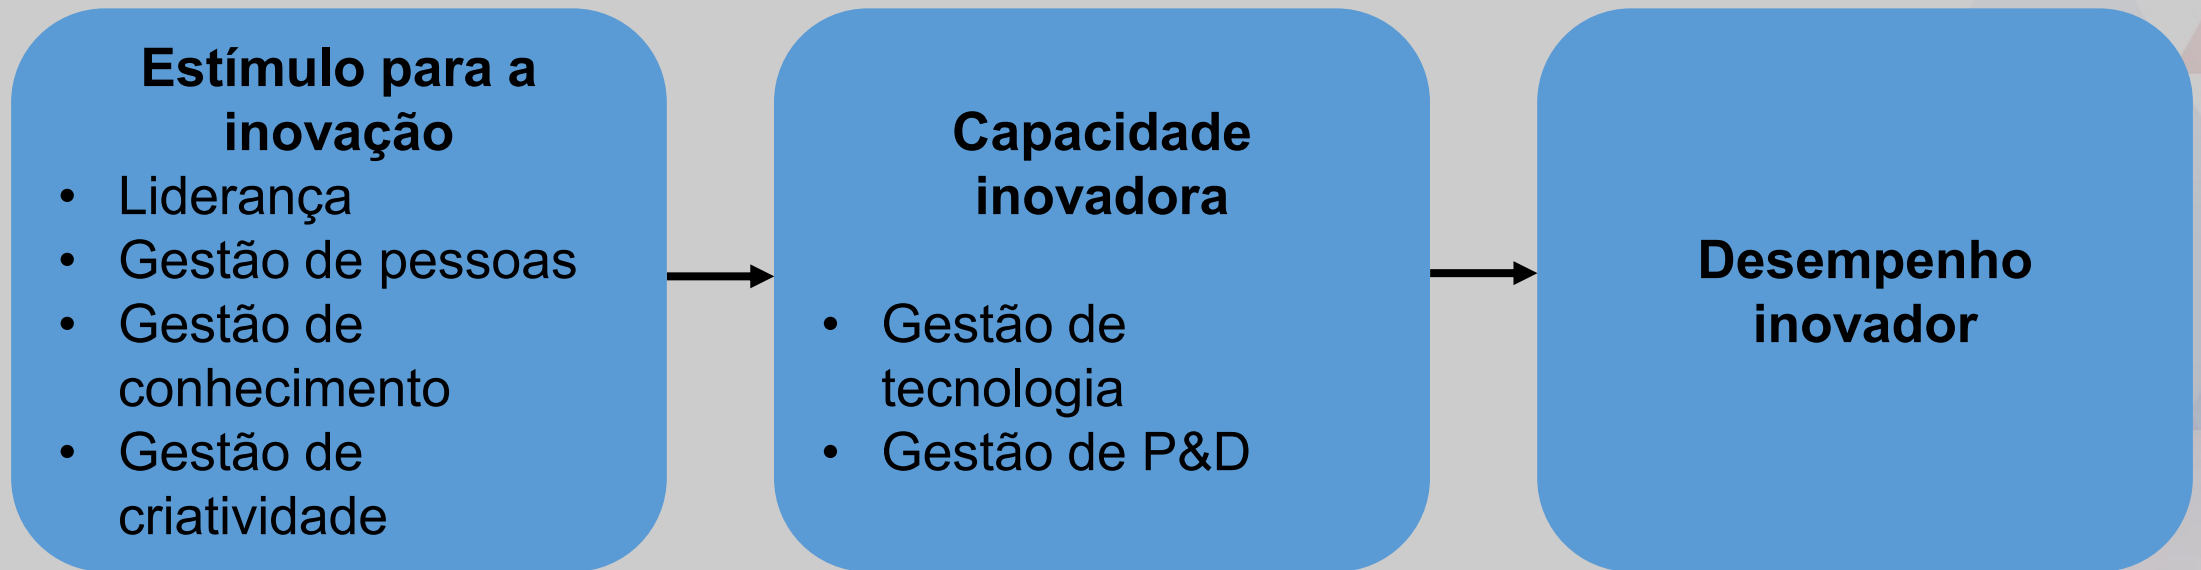 Estímulo para a
inovação
• Liderança
• Gestão de pessoas
• Gestão de
conhecimento
• Gestão de
criatividade
Capacidade
inovadora
• Gestão de
tecnologia
• Gestão de P&D
Desempenho
inovador